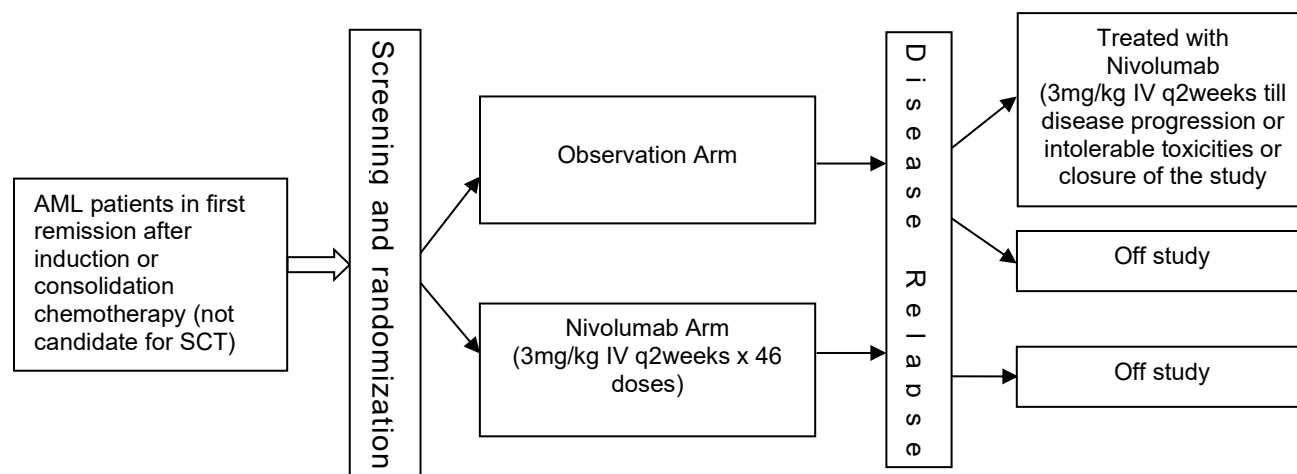 AML patients in first
remission after
induction or
consolidation
chemotherapy (not
candidate for SCT)
Screening and randomization
Observation Arm
Nivolumab Arm
(3mg/kg IV q2weeks x 46
doses)
Disease Relapse
Treated with
Nivolumab
(3mg/kg IV q2weeks till
disease progression or
intolerable toxicities or
closure of the study
Off study
Off study